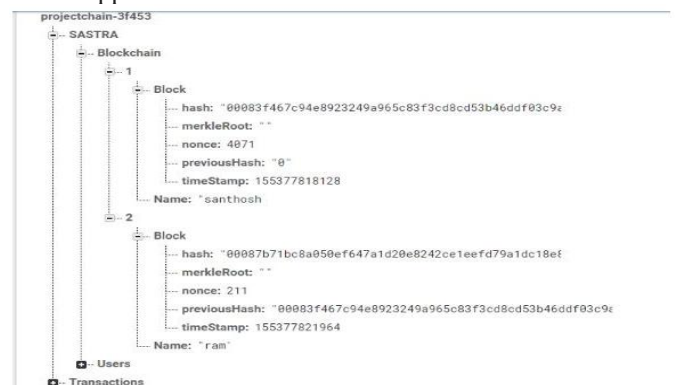 projectchain-3f453
SASTRA
Blockchain
1
Block
hash: "00083f467c94e8923249a965c83f3cd8cd53b46ddf03c9a
merkleRoot: ""
nonce: 4071
previousHash: "0"
timeStamp: 155377818128
Name: "santhosh
2
Block
hash: "00087b71bc8a050ef647a1d20e8242ce1eefd79a1dc18e8
merkleRoot: ""
nonce: 211
previousHash: "00083f467c94e8923249a965c83f3cd8cd53b46ddf03c9a
timeStamp: 155377821964
Name: "ram"
Users
Transactions